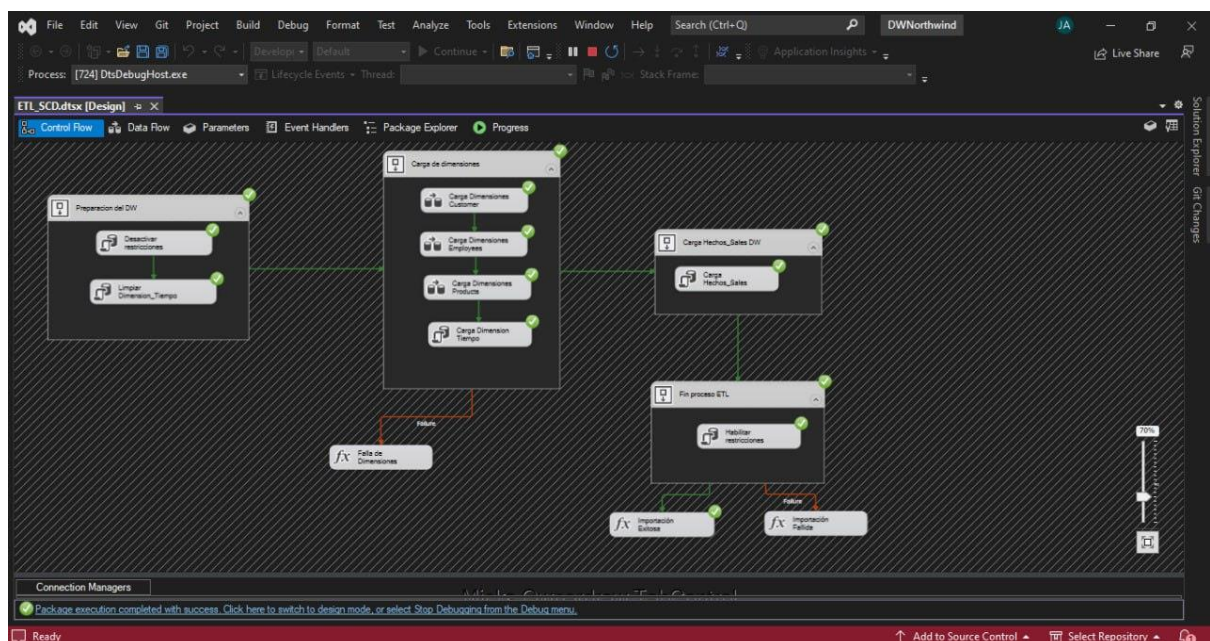 File Edit View Git Project Build Debug Format Test Analyze Tools Extensions Window Help Search (Ctrl+Q) DWNorthwind JA
Develop Default Continue Application Insights Live Share
Process: [724] DtsDebugHost.exe Lifecycle Events Thread: Stack Frame:
ETL_SCD.dtsx [Design]
Control Flow Data Flow Parameters Event Handlers Package Explorer Progress
Solution Explorer
Git Changes
Preparacion del DW
Desactivar
restricciones
Limpiar
Dimension_Tiempo
Carga de dimensiones
Carga Dimensiones
Customer
Carga Dimensiones
Employees
Carga Dimensiones
Products
Carga Dimension
Tiempo
Failure
fx Falla de
Dimensiones
Carga Hechos_Sales DW
Carga
Hechos_Sales
Fin proceso ETL
Habilitar
restricciones
Failure
fx Importación
Exitosa
fx Importación
Fallida
70%
Connection Managers
Package execution completed with success. Click here to switch to design mode, or select Stop Debugging from the Debug menu.
Ready Add to Source Control Select Repository